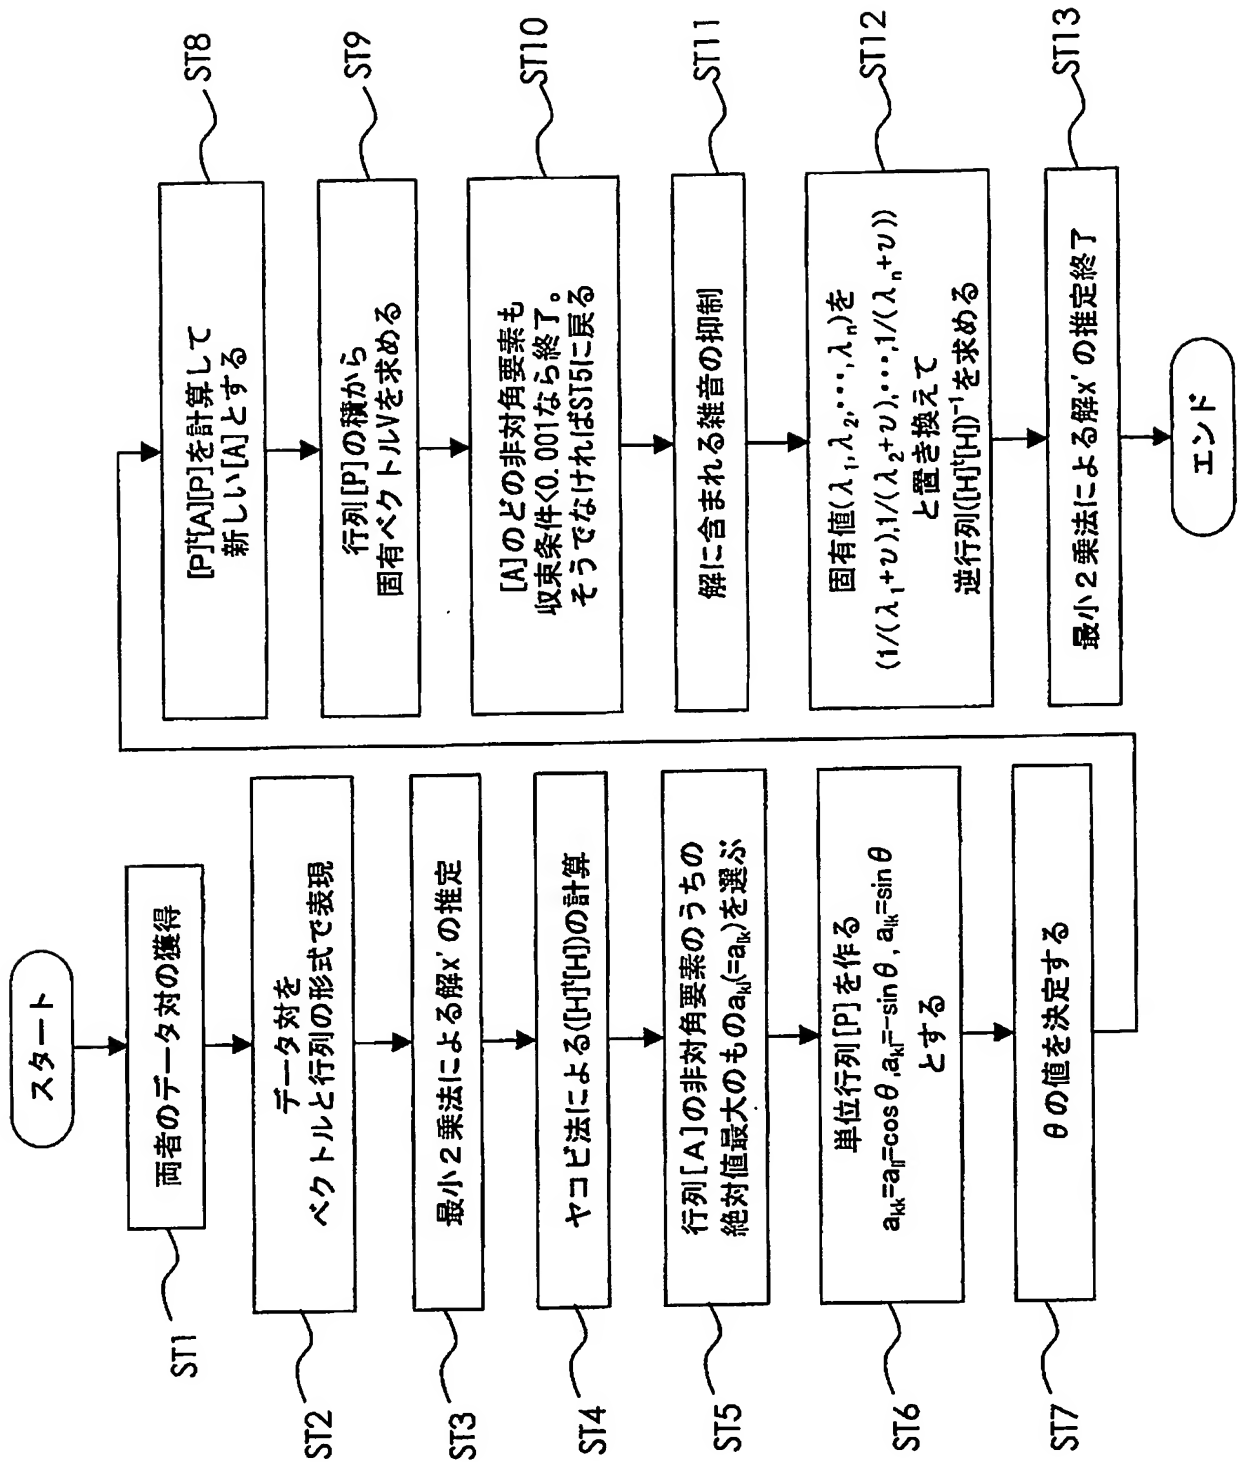 スタート
両者のデータ対の獲得
ST1
データ対を
ベクトルと行列の形式で表現
ST2
最小2乗法による解x'の推定
ST3
ヤコビ法による([H]ᵗ[H])の計算
ST4
行列[A]の非対角要素のうちの
絶対値最大のものaₖₗ(=aₗₖ)を選ぶ
ST5
単位行列[P]を作る
aₖₖ=aₗₗ=cosθ,aₖₗ=-sinθ,aₗₖ=sinθ
とする
ST6
θの値を決定する
ST7
[P]ᵗ[A][P]を計算して
新しい[A]とする
ST8
行列[P]の積から
固有ベクトルVを求める
ST9
[A]のどの非対角要素も
収束条件<0.001なら終了。
そうでなければST5に戻る
ST10
解に含まれる雑音の抑制
ST11
固有値(λ₁,λ₂,…,λₙ)を
(1/(λ₁+υ),1/(λ₂+υ),…,1/(λₙ+υ))
と置き換えて
逆行列([H]ᵗ[H])⁻¹を求める
ST12
最小2乗法による解x'の推定終了
ST13
エンド